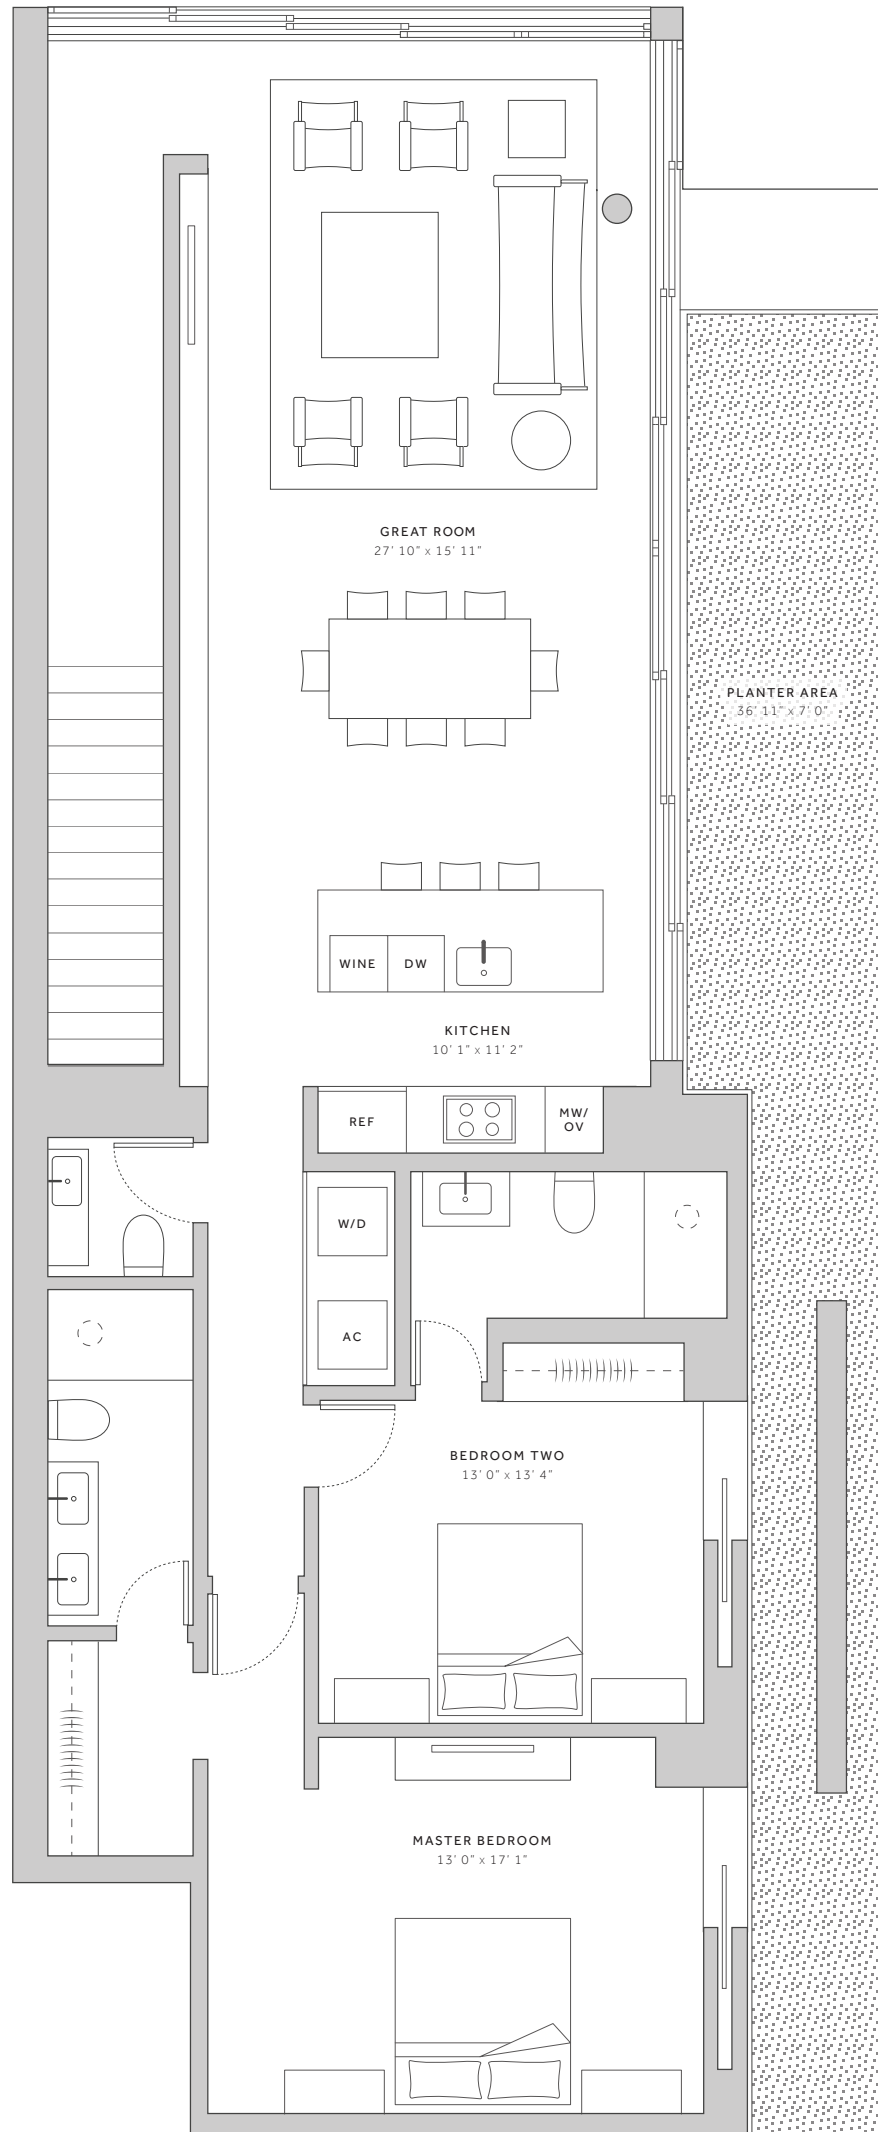 GREAT ROOM
27' 10" x 15' 11"
PLANTER AREA
36' 11" x 7' 0"
WINE
DW
KITCHEN
10' 1" x 11' 2"
REF
MW/
OV
W/D
AC
BEDROOM TWO
13' 0" x 13' 4"
MASTER BEDROOM
13' 0" x 17' 1"